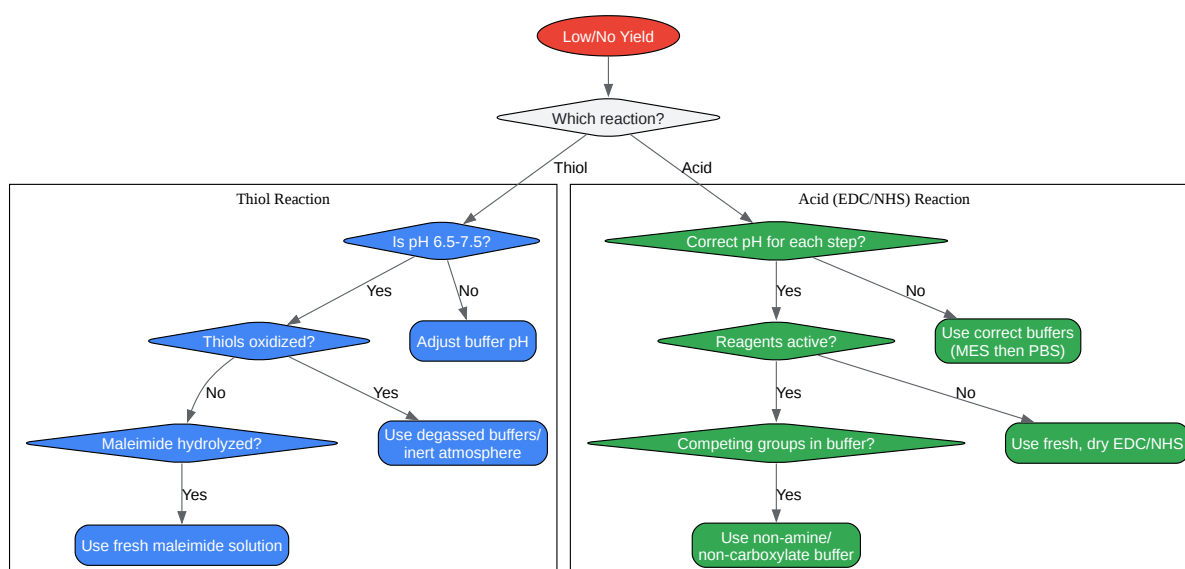 Low/No Yield
Which reaction?
Thiol
Acid
Thiol Reaction
Is pH 6.5-7.5?
Yes
No
Thiols oxidized?
Adjust buffer pH
No
Yes
Maleimide hydrolyzed?
Use degassed buffers/
inert atmosphere
Yes
Use fresh maleimide solution
Acid (EDC/NHS) Reaction
Correct pH for each step?
Yes
No
Reagents active?
Use correct buffers
(MES then PBS)
Yes
No
Competing groups in buffer?
Use fresh, dry EDC/NHS
Yes
Use non-amine/
non-carboxylate buffer